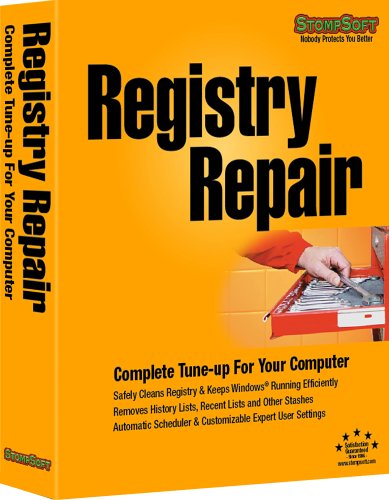 StompSoft
Nobody Protects You Better
Registry
Repair
Complete Tune-up For Your Computer
Safely Cleans Registry & Keeps Windows® Running Efficiently
Removes History Lists, Recent Lists and Other Stashes
Automatic Scheduler & Customizable Expert User Settings
Satisfaction
Guaranteed
- Since 1996 -
www.stompsoft.com
Registry Repair
Complete Tune-up For Your Computer
StompSoft